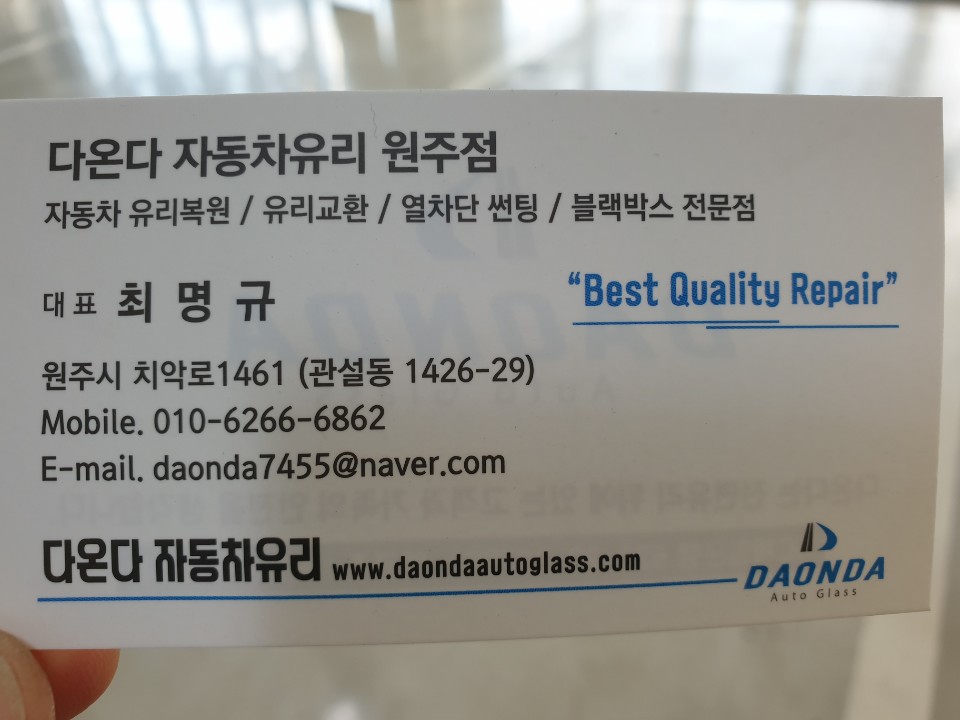 다온다 자동차유리 원주점
자동차 유리복원 / 유리교환 / 열차단 썬팅 / 블랙박스 전문점
대표 최명규
“Best Quality Repair”
원주시 치악로1461 (관설동 1426-29)
Mobile. 010-6266-6862
E-mail. daonda7455@naver.com
다온다 자동차유리 www.daondaautoglass.com
DAONDA
Auto Glass